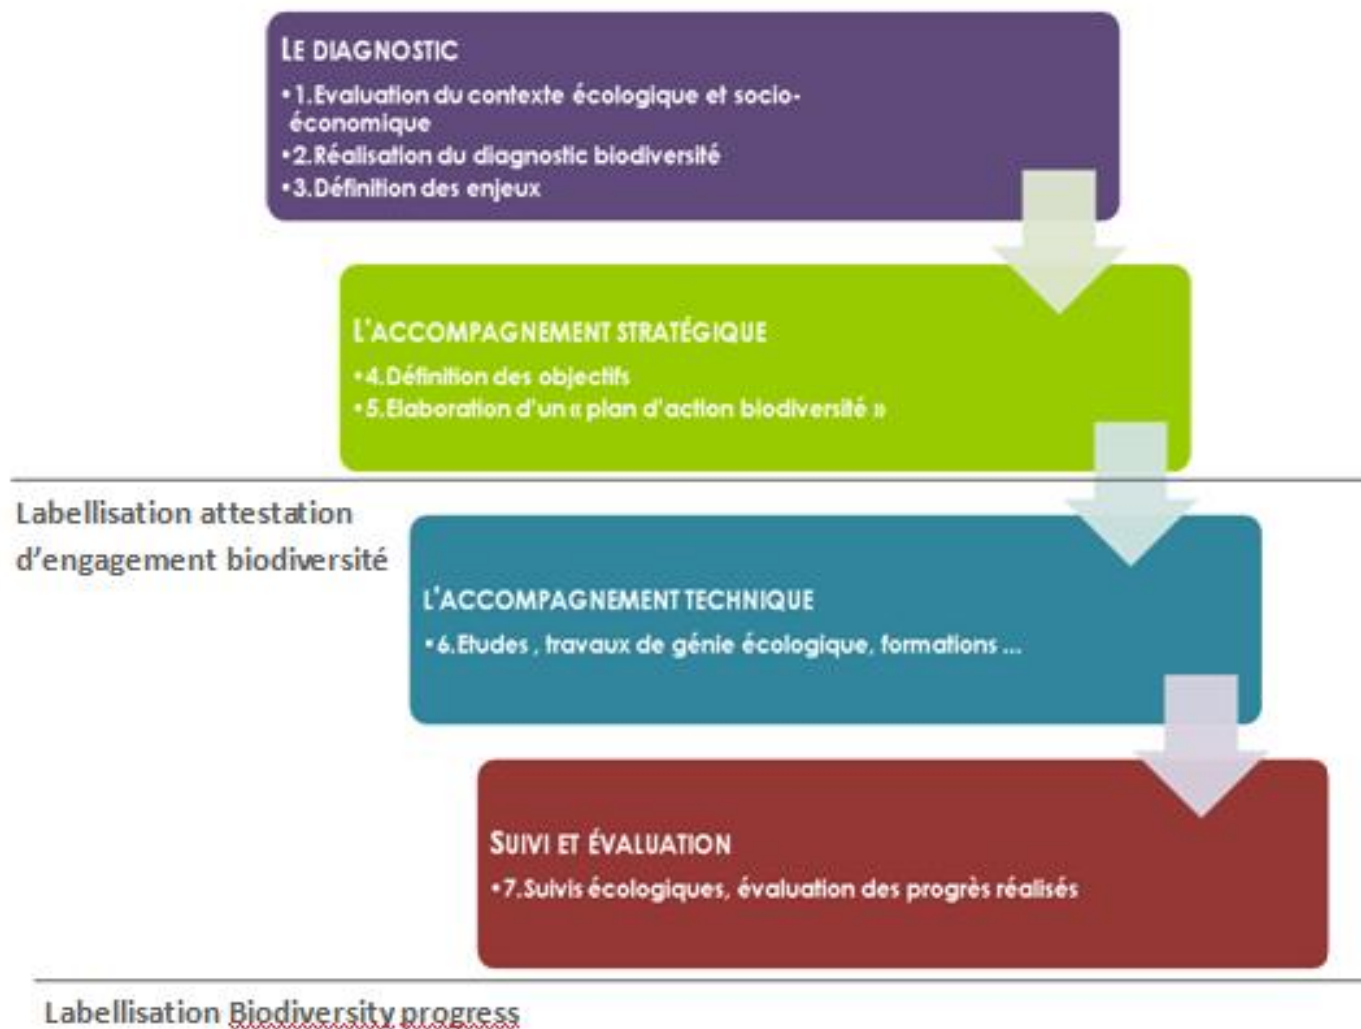 LE DIAGNOSTIC
•1.Evaluation du contexte écologique et socio-
économique
•2.Réalisation du diagnostic biodiversité
•3.Définition des enjeux
L'ACCOMPAGNEMENT STRATÉGIQUE
•4.Définition des objectifs
•5.Elaboration d'un « plan d'action biodiversité »
Labellisation attestation
d'engagement biodiversité
L'ACCOMPAGNEMENT TECHNIQUE
•6.Etudes , travaux de génie écologique, formations ...
SUIVI ET ÉVALUATION
•7.Suivis écologiques, évaluation des progrès réalisés
Labellisation Biodiversity progress